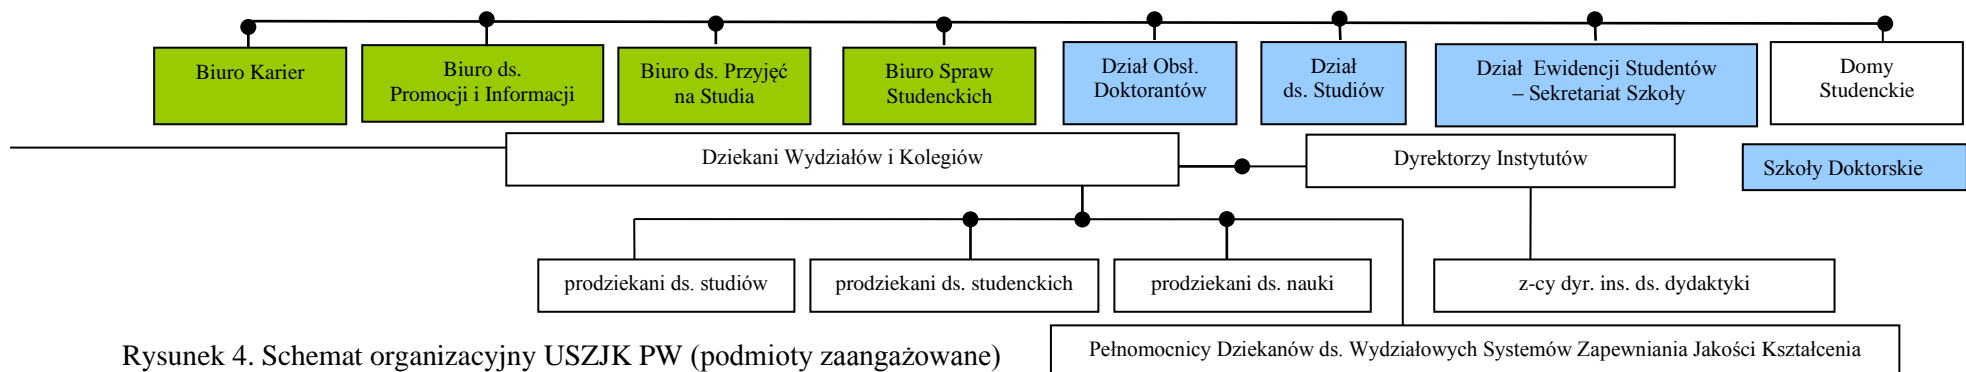 Biuro Karier
Biuro ds.
Promocji i Informacji
Biuro ds. Przyjęć
na Studia
Biuro Spraw
Studenckich
Dział Obsł.
Doktorantów
Dział
ds. Studiów
Dział Ewidencji Studentów
– Sekretariat Szkoły
Domy
Studenckie
Dziekani Wydziałów i Kolegiów
Dyrektorzy Instytutów
Szkoły Doktorskie
prodziekani ds. studiów
prodziekani ds. studenckich
prodziekani ds. nauki
z-cy dyr. ins. ds. dydaktyki
Pełnomocnicy Dziekanów ds. Wydziałowych Systemów Zapewniania Jakości Kształcenia
Rysunek 4. Schemat organizacyjny USZJK PW (podmioty zaangażowane)